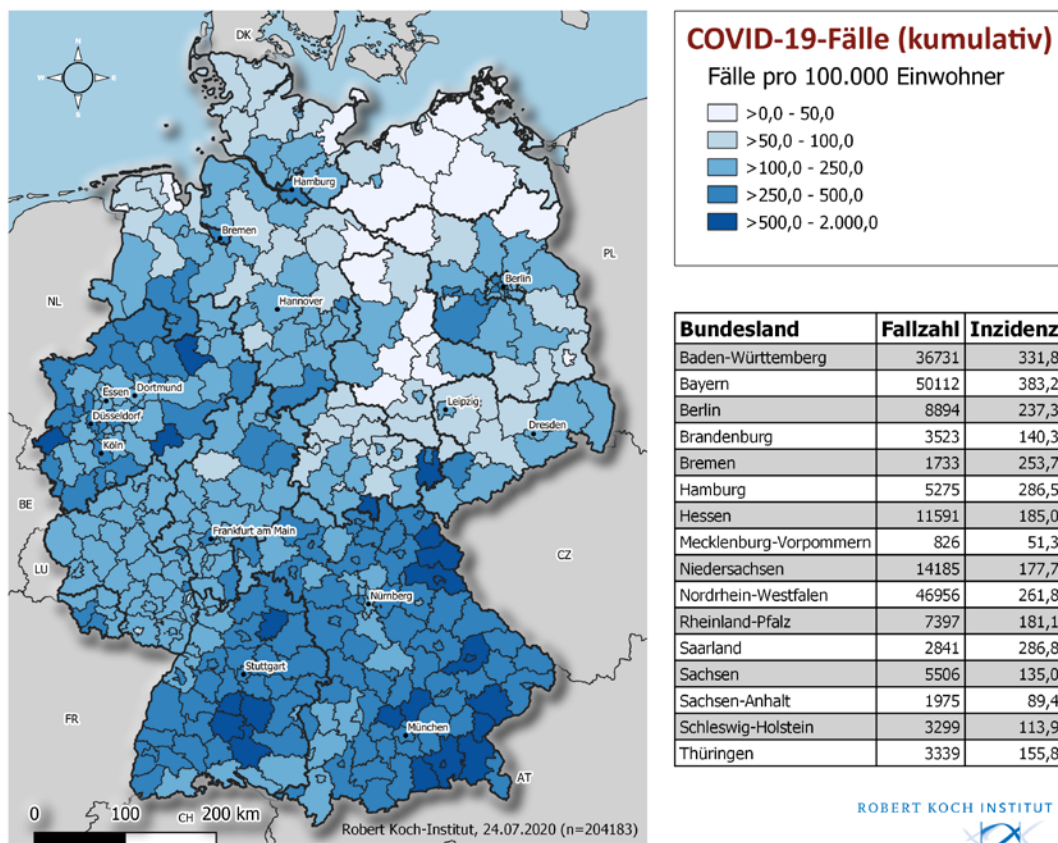 COVID-19-Fälle (kumulativ)
Fälle pro 100.000 Einwohner
>0,0 - 50,0
>50,0 - 100,0
>100,0 - 250,0
>250,0 - 500,0
>500,0 - 2.000,0
N
W
E
S
DK
Hamburg
Bremen
PL
Berlin
NL
Hannover
Essen
Dortmund
Düsseldorf
Leipzig
Dresden
Köln
BE
Frankfurt am Main
LU
CZ
Nürnberg
Stuttgart
FR
München
AT
CH
0 100 200 km
Robert Koch-Institut, 24.07.2020 (n=204183)
Bundesland Fallzahl Inzidenz
Baden-Württemberg 36731 331,8
Bayern 50112 383,2
Berlin 8894 237,3
Brandenburg 3523 140,3
Bremen 1733 253,7
Hamburg 5275 286,5
Hessen 11591 185,0
Mecklenburg-Vorpommern 826 51,3
Niedersachsen 14185 177,7
Nordrhein-Westfalen 46956 261,8
Rheinland-Pfalz 7397 181,1
Saarland 2841 286,8
Sachsen 5506 135,0
Sachsen-Anhalt 1975 89,4
Schleswig-Holstein 3299 113,9
Thüringen 3339 155,8
ROBERT KOCH INSTITUT